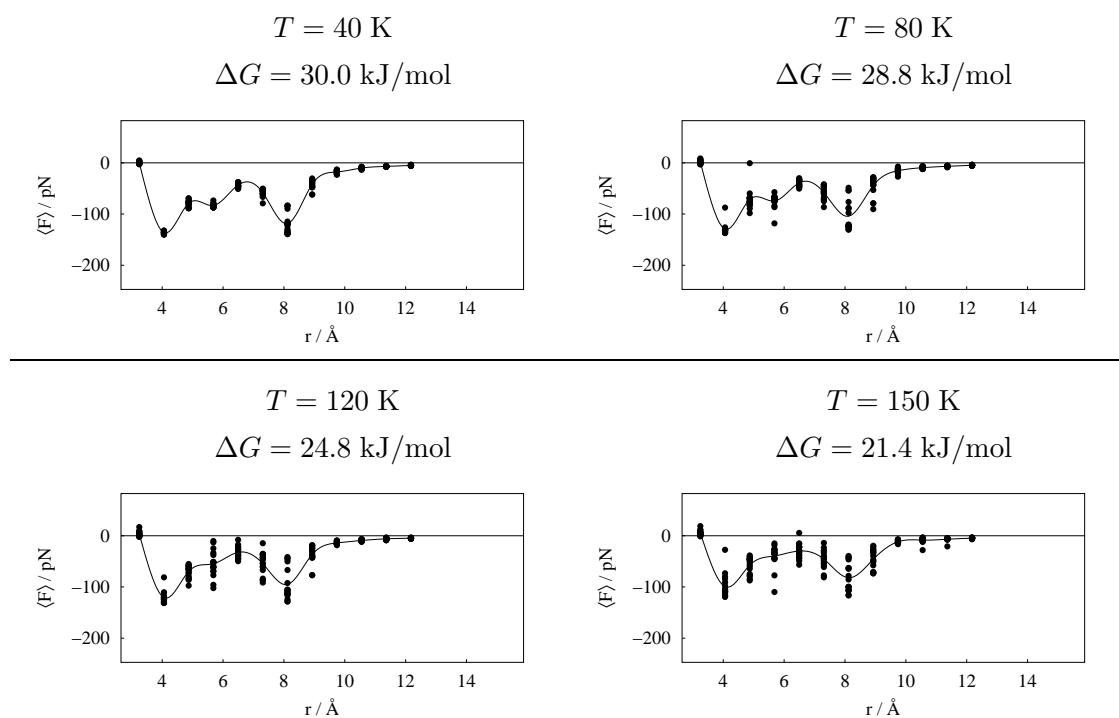 T = 40 K
ΔG = 30.0 kJ/mol
0
−100
−200
⟨F⟩ / pN
4 6 8 10 12 14
r / Å
T = 80 K
ΔG = 28.8 kJ/mol
0
−100
−200
⟨F⟩ / pN
4 6 8 10 12 14
r / Å
T = 120 K
ΔG = 24.8 kJ/mol
0
−100
−200
⟨F⟩ / pN
4 6 8 10 12 14
r / Å
T = 150 K
ΔG = 21.4 kJ/mol
0
−100
−200
⟨F⟩ / pN
4 6 8 10 12 14
r / Å